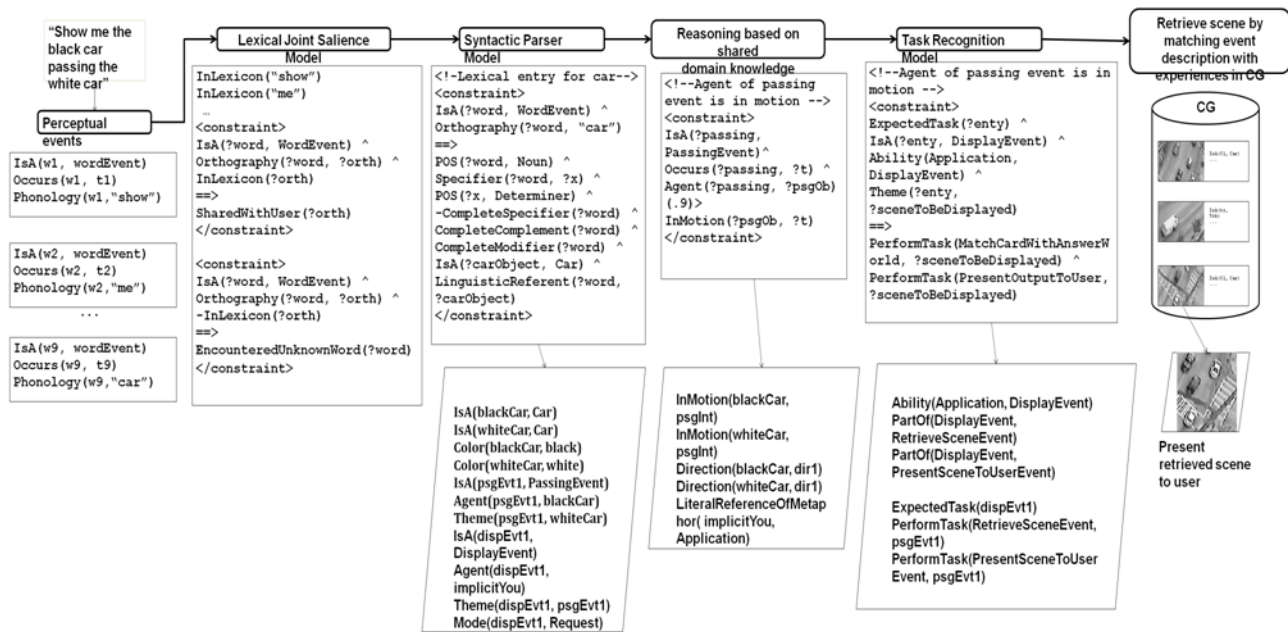 “Show me the
black car
passing the
white car”
Perceptual
events
IsA(w1, wordEvent)
Occurs(w1, t1)
Phonology(w1,“show”)
IsA(w2, wordEvent)
Occurs(w2, t2)
Phonology(w2,“me”)
...
IsA(w9, wordEvent)
Occurs(w9, t9)
Phonology(w9,“car”)
Lexical Joint Salience
Model
InLexicon(“show”)
InLexicon(“me”)
…
<constraint>
IsA(?word, WordEvent) ^
Orthography(?word, ?orth) ^
InLexicon(?orth)
==>
SharedWithUser(?orth)
</constraint>
<constraint>
IsA(?word, WordEvent) ^
Orthography(?word, ?orth) ^
-InLexicon(?orth)
==>
EncounteredUnknownWord(?word)
</constraint>
Syntactic Parser
Model
<!-Lexical entry for car-->
<constraint>
IsA(?word, WordEvent) ^
Orthography(?word, “car”)
==>
POS(?word, Noun) ^
Specifier(?word, ?x) ^
POS(?x, Determiner) ^
-CompleteSpecifier(?word) ^
CompleteComplement(?word) ^
CompleteModifier(?word) ^
IsA(?carObject, Car) ^
LinguisticReferent(?word,
?carObject)
</constraint>
IsA(blackCar, Car)
IsA(whiteCar, Car)
Color(blackCar, black)
Color(whiteCar, white)
IsA(psgEvt1, PassingEvent)
Agent(psgEvt1, blackCar)
Theme(psgEvt1, whiteCar)
IsA(dispEvt1,
DisplayEvent)
Agent(dispEvt1,
implicitYou)
Theme(dispEvt1, psgEvt1)
Mode(dispEvt1, Request)
Reasoning based on
shared
domain knowledge
<!--Agent of passing
event is in motion -->
<constraint>
IsA(?passing,
PassingEvent)^
Occurs(?passing, ?t) ^
Agent(?passing, ?psgOb)
(.9)>
InMotion(?psgOb, ?t)
</constraint>
InMotion(blackCar,
psgInt)
InMotion(whiteCar,
psgInt)
Direction(blackCar, dir1)
Direction(whiteCar, dir1)
LiteralReferenceOfMetap
hor( implicitYou,
Application)
Task Recognition
Model
<!--Agent of passing event is in
motion -->
<constraint>
ExpectedTask(?enty) ^
IsA(?enty, DisplayEvent) ^
Ability(Application,
DisplayEvent) ^
Theme(?enty,
?sceneToBeDisplayed)
==>
PerformTask(MatchCardWithAnswerW
orld, ?sceneToBeDisplayed) ^
PerformTask(PresentOutputToUser,
?sceneToBeDisplayed)
Ability(Application, DisplayEvent)
PartOf(DisplayEvent,
RetrieveSceneEvent)
PartOf(DisplayEvent,
PresentSceneToUserEvent)
ExpectedTask(dispEvt1)
PerformTask(RetrieveSceneEvent,
psgEvt1)
PerformTask(PresentSceneToUser
Event, psgEvt1)
Retrieve scene by
matching event
description with
experiences in CG
CG
Present
retrieved scene
to user